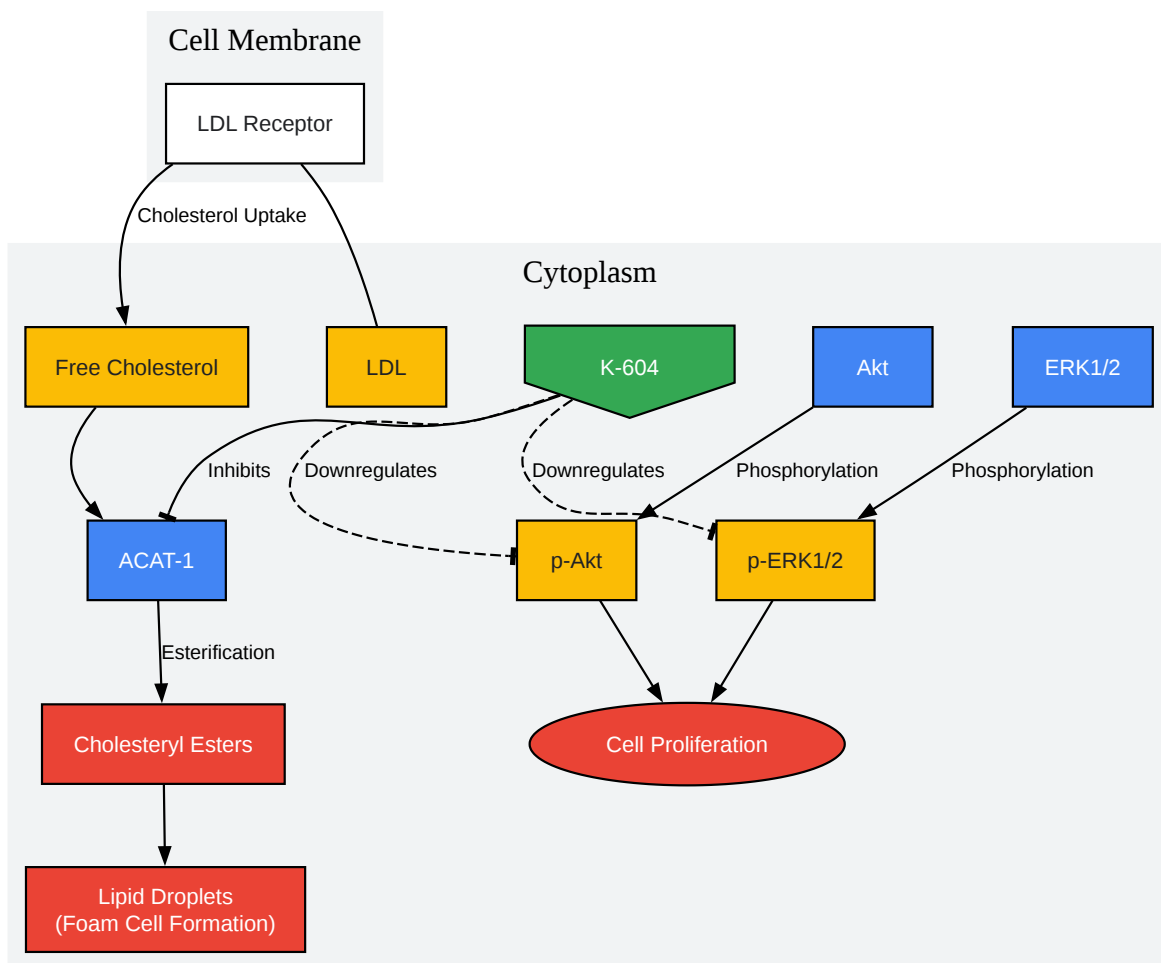 Cell Membrane
LDL Receptor
Cholesterol Uptake
Cytoplasm
Free Cholesterol
LDL
K-604
Akt
ERK1/2
Inhibits
Downregulates
Downregulates
Phosphorylation
Phosphorylation
ACAT-1
p-Akt
p-ERK1/2
Esterification
Cholesteryl Esters
Cell Proliferation
Lipid Droplets
(Foam Cell Formation)